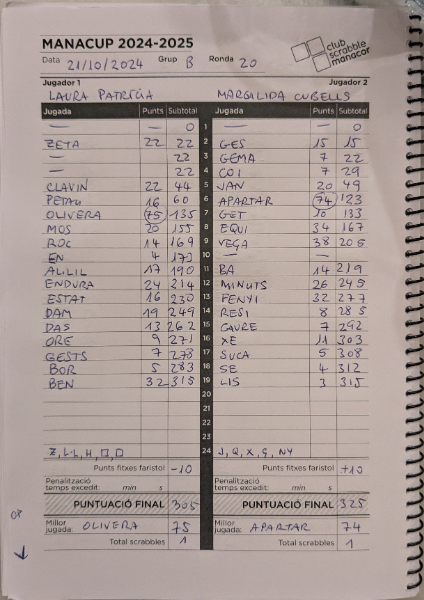 MANACUP 2024-2025
club scrabble manacor
Data 21/10/2024 Grup B Ronda 20
Jugador 1 Jugador 2
LAURA PATRÍCIA MARGALIDA CUBELLS
Jugada Punts Subtotal Jugada Punts Subtotal
— — 0 1 — — 0
ZETA 22 22 2 GES 15 15
— 22 3 GEMA 7 22
— 22 4 COI 7 29
CLAVIN 22 44 5 JAN 20 49
PETAU 16 60 6 APARTAR 74 123
OLIVERA 75 135 7 GET 10 133
MOS 20 155 8 EQUI 34 167
ROC 14 169 9 VEÇA 38 205
EN 4 173 10 — —
ALIL·IL 17 190 11 BA 14 219
ENDURA 24 214 12 MINUTS 26 245
ESTAT 16 230 13 FENYI 32 277
DAM 19 249 14 RESI 8 285
DAS 13 262 15 CAURE 7 292
ORE 9 271 16 XE 11 303
GESTS 7 278 17 SUCA 5 308
BOR 5 283 18 SE 4 312
BEN 32 315 19 LIS 3 315
20
21
22
23
Z, L·L, H, □, □ 24 J, Q, X, Ç, NY
Punts fitxes faristol -10 Punts fitxes faristol +10
Penalització temps excedit: min s Penalització temps excedit: min s
PUNTUACIÓ FINAL 305 PUNTUACIÓ FINAL 325
Millor jugada: OLIVERA 75 Millor jugada: APARTAR 74
Total scrabbles 1 Total scrabbles 1